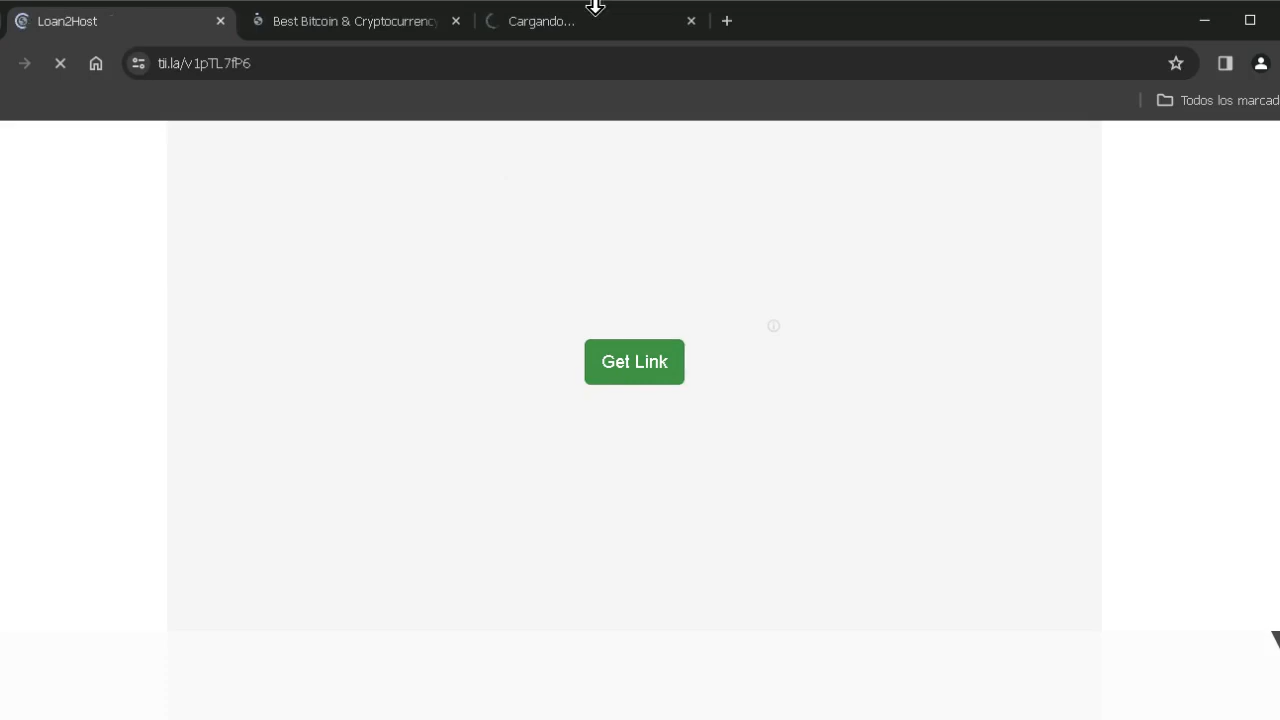 Loan2Host
Best Bitcoin & Cryptocurrency
Cargando...
tii.la/v1pTL7fP6
Todos los marcad
Get Link